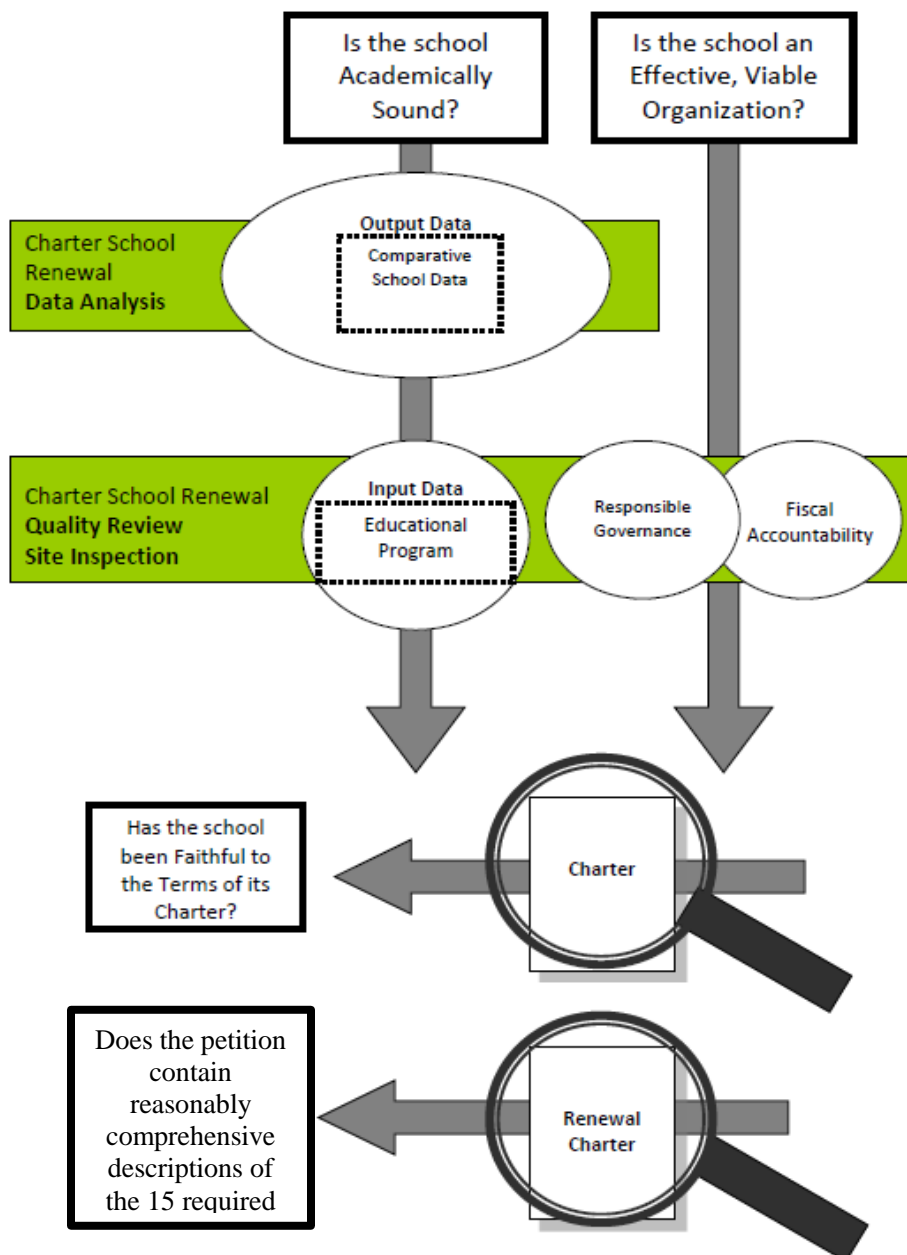 Is the school
Academically
Sound?
Is the school an
Effective, Viable
Organization?
Charter School
Renewal
Data Analysis
Output Data
Comparative
School Data
Charter School Renewal
Quality Review
Site Inspection
Input Data
Educational
Program
Responsible
Governance
Fiscal
Accountability
Has the school
been Faithful to
the Terms of its
Charter?
Charter
Does the petition
contain
reasonably
comprehensive
descriptions of
the 15 required
Renewal
Charter